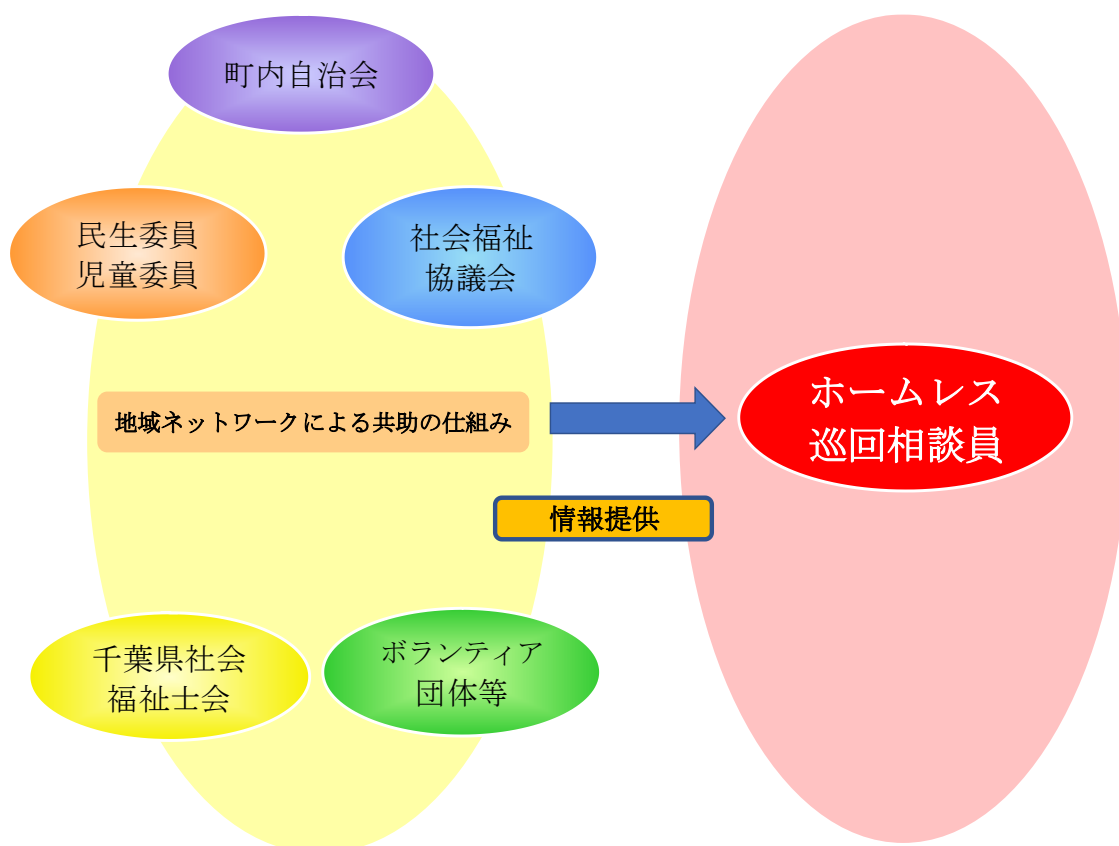 町内自治会
民生委員
児童委員
社会福祉
協議会
地域ネットワークによる共助の仕組み
ホームレス
巡回相談員
情報提供
千葉県社会
福祉士会
ボランティア
団体等